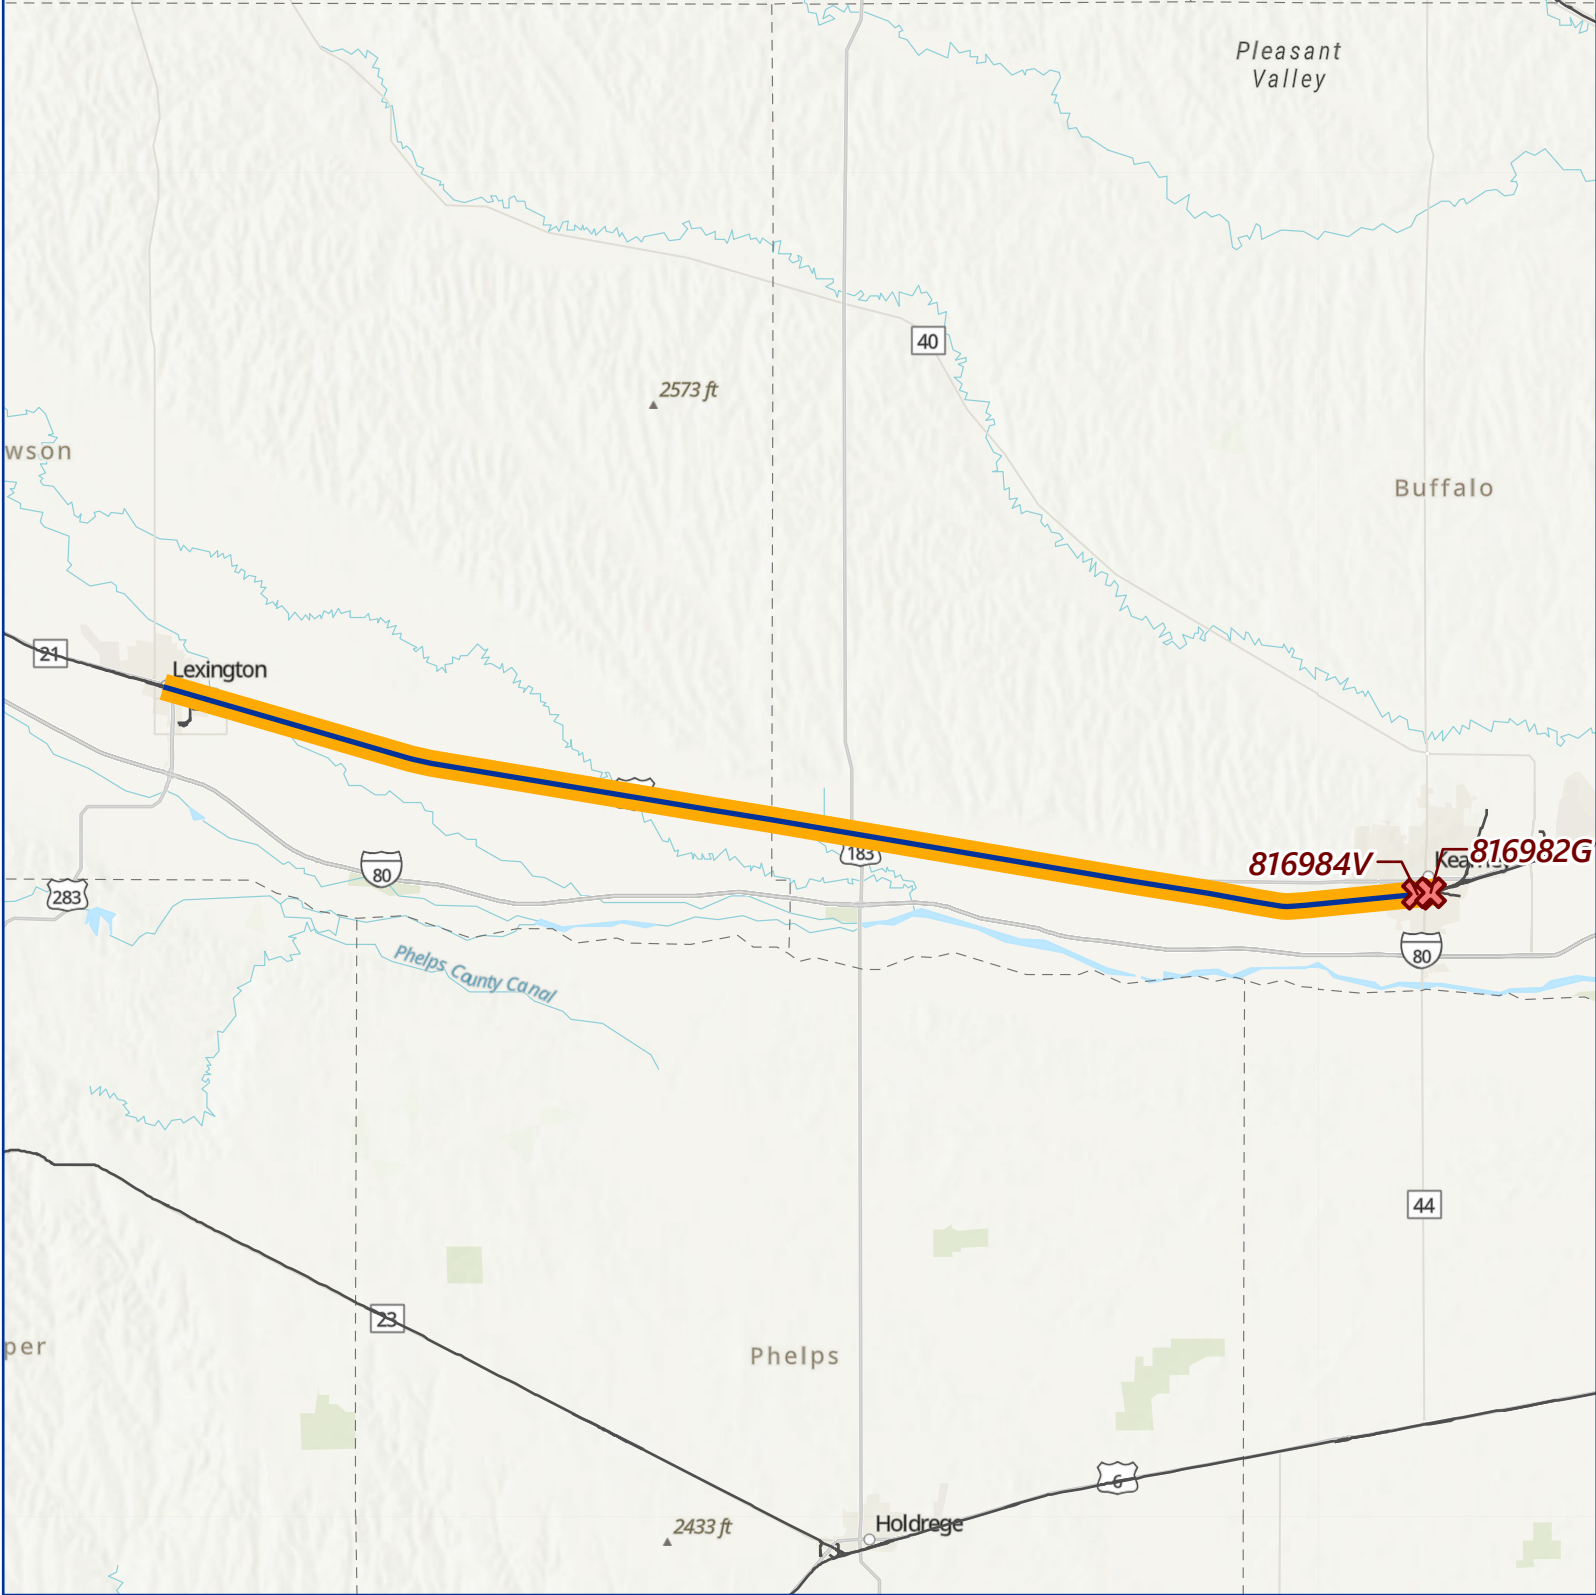 Pleasant
Valley
40
2573 ft
wson
Buffalo
21
Lexington
183
816984V
816982G
80
283
80
Phelps County Canal
44
23
per
Phelps
6
2433 ft
Holdrege